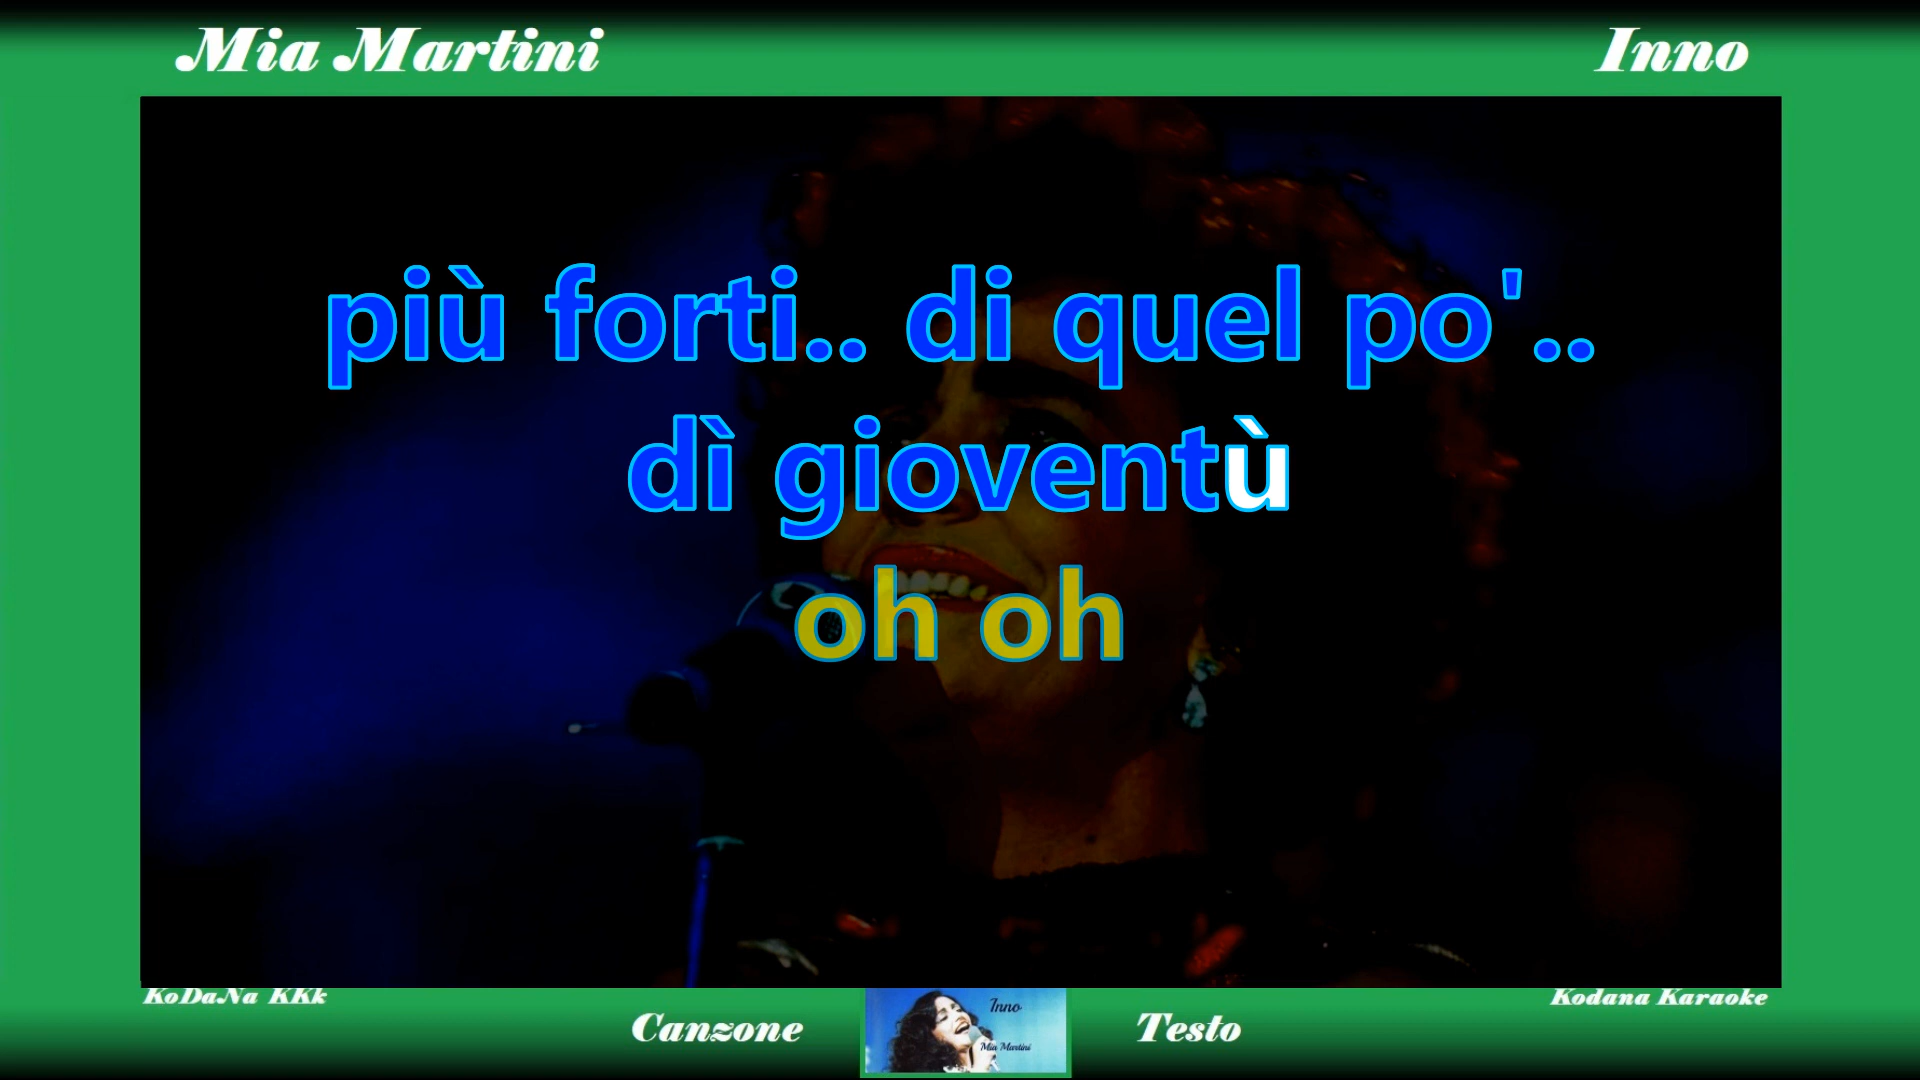 Mia Martini
Inno
più forti.. di quel po'..
dì gioventù
oh oh
KoDaNa KKk
Kodana Karaoke
Canzone
Inno
Mia Martini
Testo